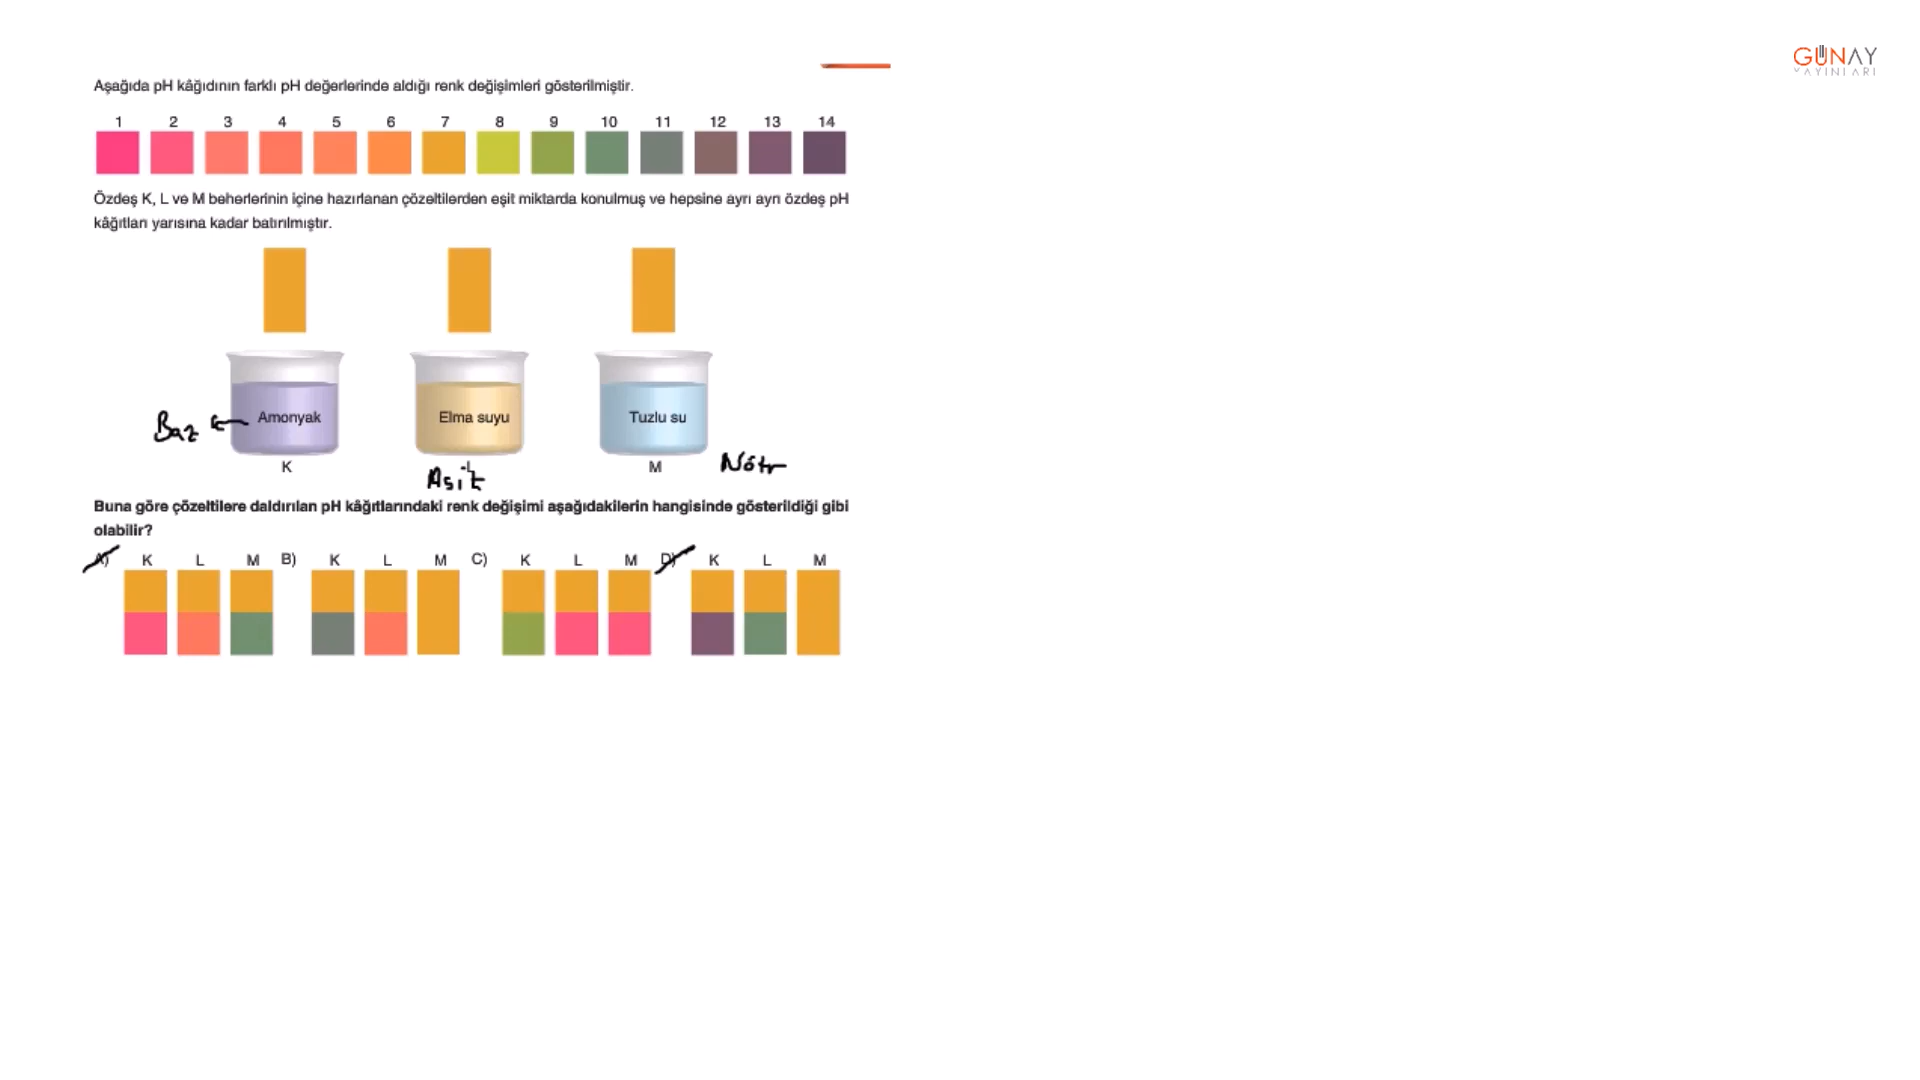 GÜNAY
YAYINLARI
Aşağıda pH kâğıdının farklı pH değerlerinde aldığı renk değişimleri gösterilmiştir.
1 2 3 4 5 6 7 8 9 10 11 12 13 14
Özdeş K, L ve M beherlerinin içine hazırlanan çözeltilerden eşit miktarda konulmuş ve hepsine ayrı ayrı özdeş pH
kâğıtları yarısına kadar batırılmıştır.
Baz Amonyak Elma suyu Tuzlu su
K L M Nötr
Asit
Buna göre çözeltilere daldırılan pH kâğıtlarındaki renk değişimi aşağıdakilerin hangisinde gösterildiği gibi
olabilir?
A) K L M B) K L M C) K L M D) K L M